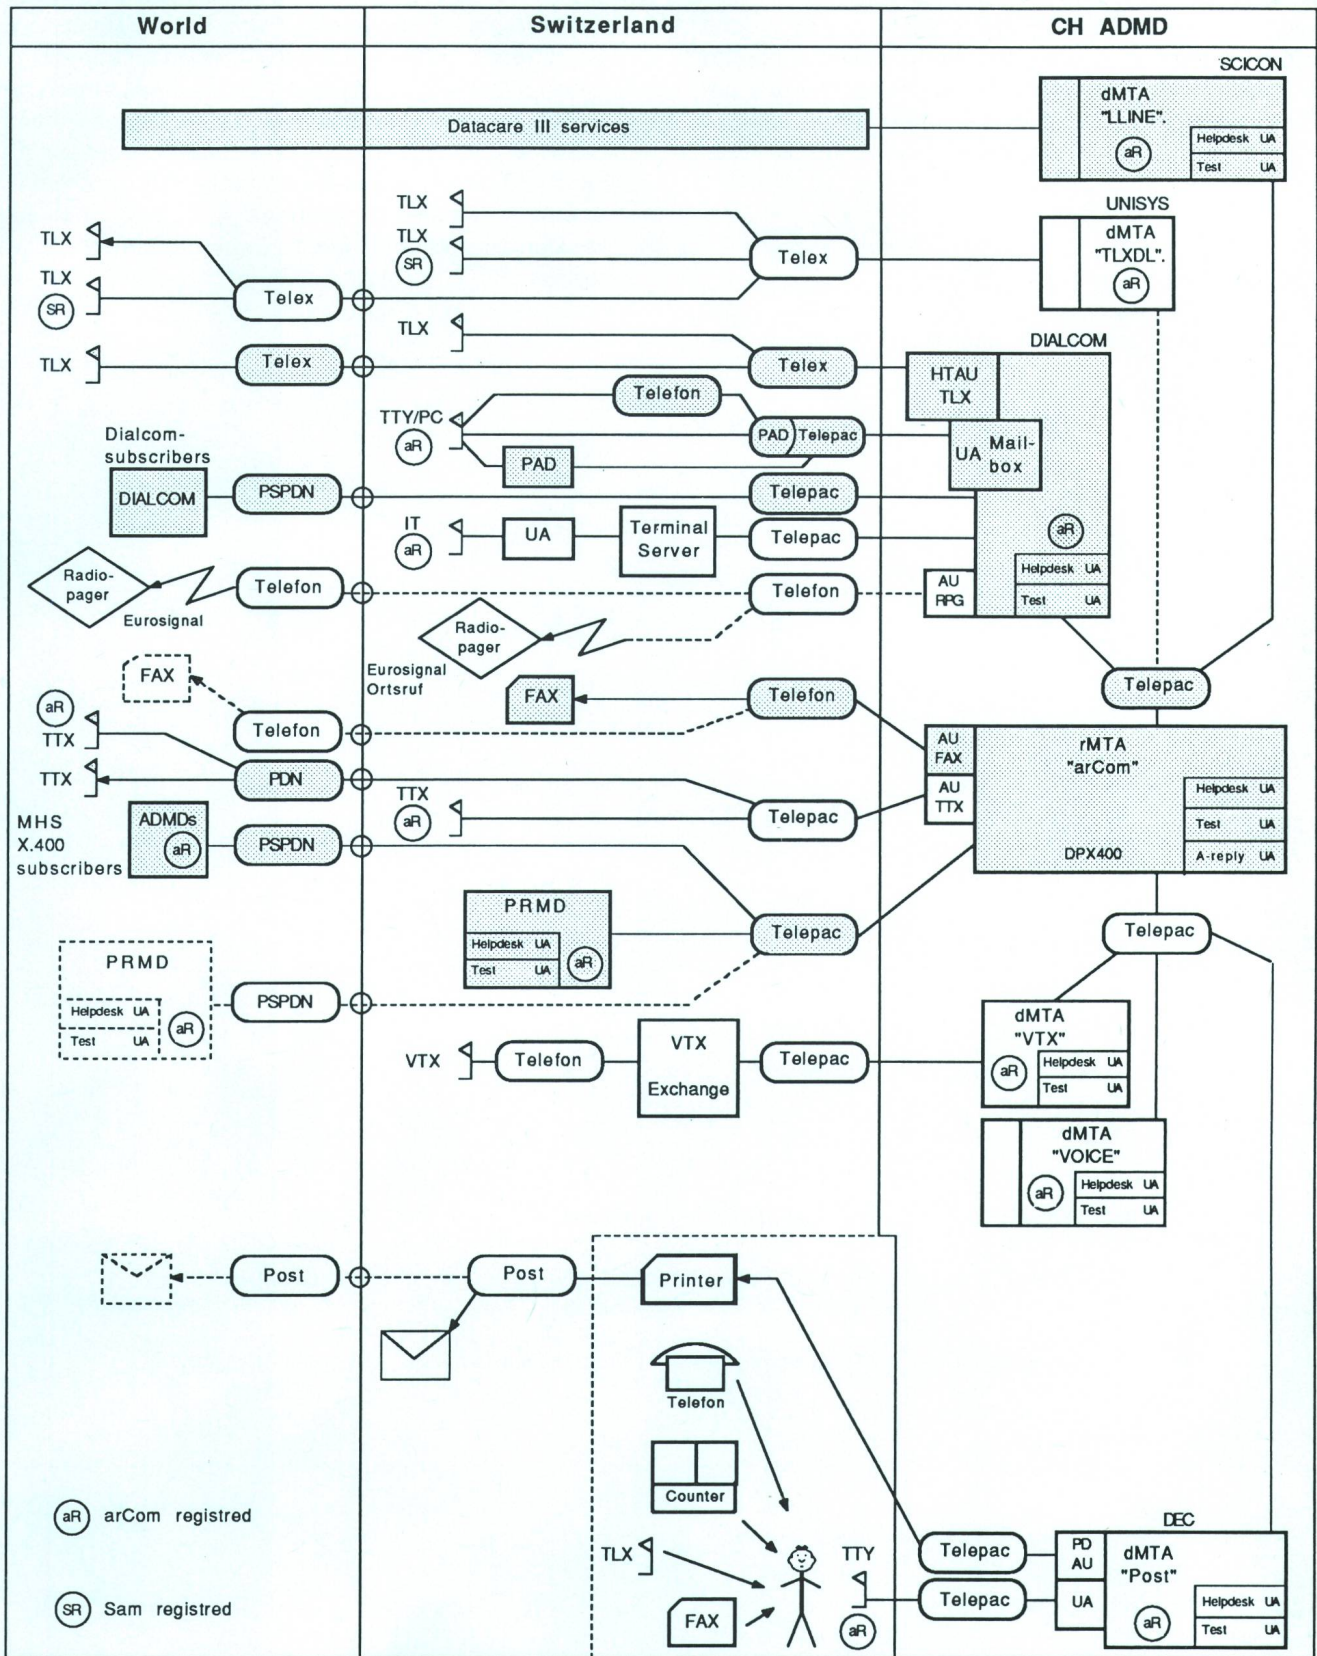 World
Switzerland
CH ADMD
SCICON
dMTA
"LLINE".
aR
Helpdesk UA
Test UA
Datacare III services
UNISYS
dMTA
"TLXDL".
aR
TLX
TLX
SR
Telex
TLX
TLX
SR
Telex
TLX
Telex
TLX
Telex
DIALCOM
HTAU
TLX
UA Mail-
box
aR
Helpdesk UA
Test UA
AU
RPG
Telefon
TTY/PC
aR
PAD Telepac
PAD
Dialcom-
subscribers
DIALCOM
PSPDN
Telepac
IT
aR
UA
Terminal
Server
Telepac
Radio-
pager
Eurosignal
Telefon
Telefon
Radio-
pager
Eurosignal
Ortsruf
Telepac
FAX
Telefon
FAX
Telefon
aR
TTX
TTX
PDN
TTX
aR
Telepac
AU
FAX
AU
TTX
rMTA
"arCom"
DPX400
Helpdesk UA
Test UA
A-reply UA
MHS
X.400
subscribers
ADMDs
aR
PSPDN
PRMD
Helpdesk UA
Test UA
aR
Telepac
Telepac
PRMD
Helpdesk UA
Test UA
aR
PSPDN
VTX
Telefon
VTX
Exchange
Telepac
dMTA
"VTX"
aR
Helpdesk UA
Test UA
dMTA
"VOICE"
aR
Helpdesk UA
Test UA
Post
Post
Printer
Telefon
Counter
TLX
FAX
TTY
aR
Telepac
Telepac
DEC
PD
AU
UA
dMTA
"Post"
aR
Helpdesk UA
Test UA
aR arCom registred
SR Sam registred